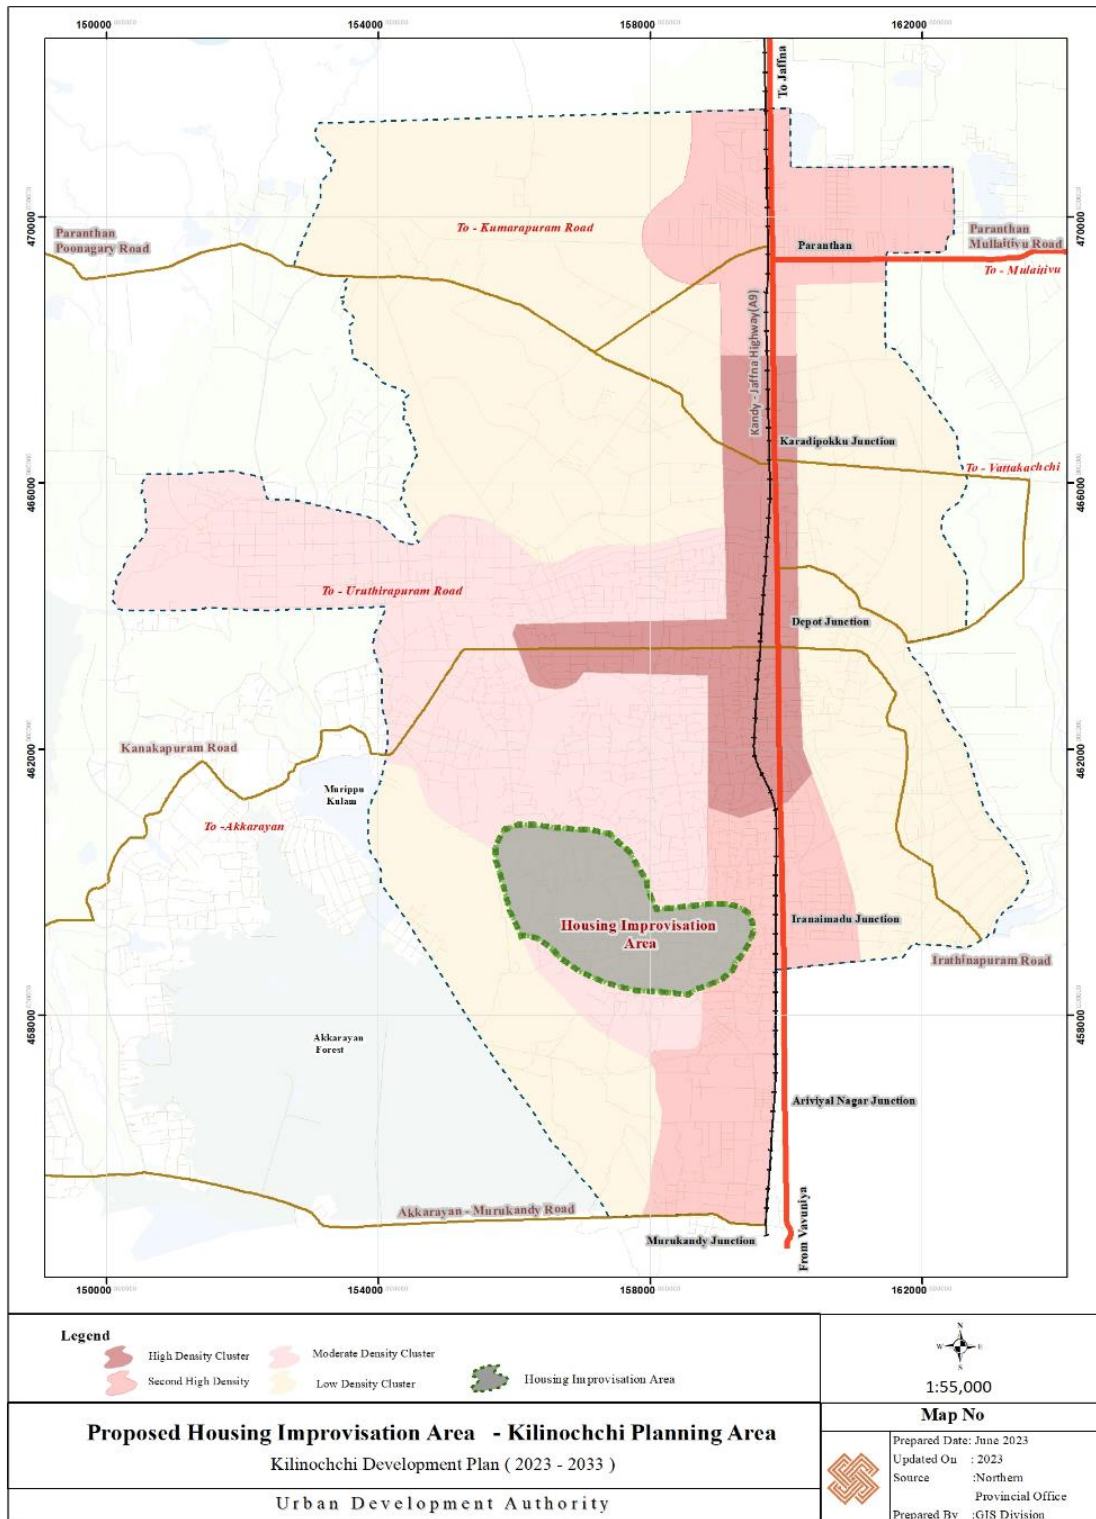 150000
154000
158000
162000
To Jaffna
470000
470000
Paranthan
Poonagary Road
To - Kumarapuram Road
Paranthan
Paranthan
Mullaitivu Road
To - Mulaitivu
Kandy - Jaffna Highway(A9)
Karadipokku Junction
To - Vattakachchi
466000
466000
To - Uruthirapuram Road
Depot Junction
Kanakapuram Road
462000
462000
Murippu
Kulam
To -Akkarayan
Housing Improvisation
Area
Iranaimadu Junction
Irathinapuram Road
458000
458000
Akkarayan
Forest
Ariviyal Nagar Junction
Akkarayan - Murukandy Road
Murukandy Junction
From Vavuniya
150000
154000
158000
162000
Legend
High Density Cluster
Moderate Density Cluster
Second High Density
Low Density Cluster
Housing Improvisation Area
N
W
E
S
1:55,000
Proposed Housing Improvisation Area - Kilinochchi Planning Area
Kilinochchi Development Plan ( 2023 - 2033 )
Urban Development Authority
Map No
Prepared Date: June 2023
Updated On : 2023
Source :Northern
Provincial Office
Prepared By :GIS Division